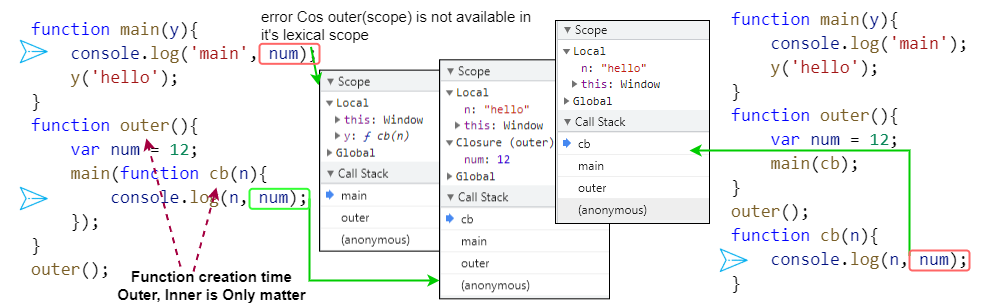 function main(y){
console.log('main', num);
y('hello');
}
function outer(){
var num = 12;
main(function cb(n){
console.log(n, num);
});
}
outer();
Function creation time
Outer, Inner is Only matter
error Cos outer(scope) is not available in
it's lexical scope
Scope
Local
this: Window
y: ƒ cb(n)
Global
Call Stack
main
outer
(anonymous)
Scope
Local
n: "hello"
this: Window
Closure (outer)
num: 12
Global
Call Stack
cb
main
outer
(anonymous)
Scope
Local
n: "hello"
this: Window
Global
Call Stack
cb
main
outer
(anonymous)
function main(y){
console.log('main');
y('hello');
}
function outer(){
var num = 12;
main(cb);
}
outer();
function cb(n){
console.log(n, num);
}